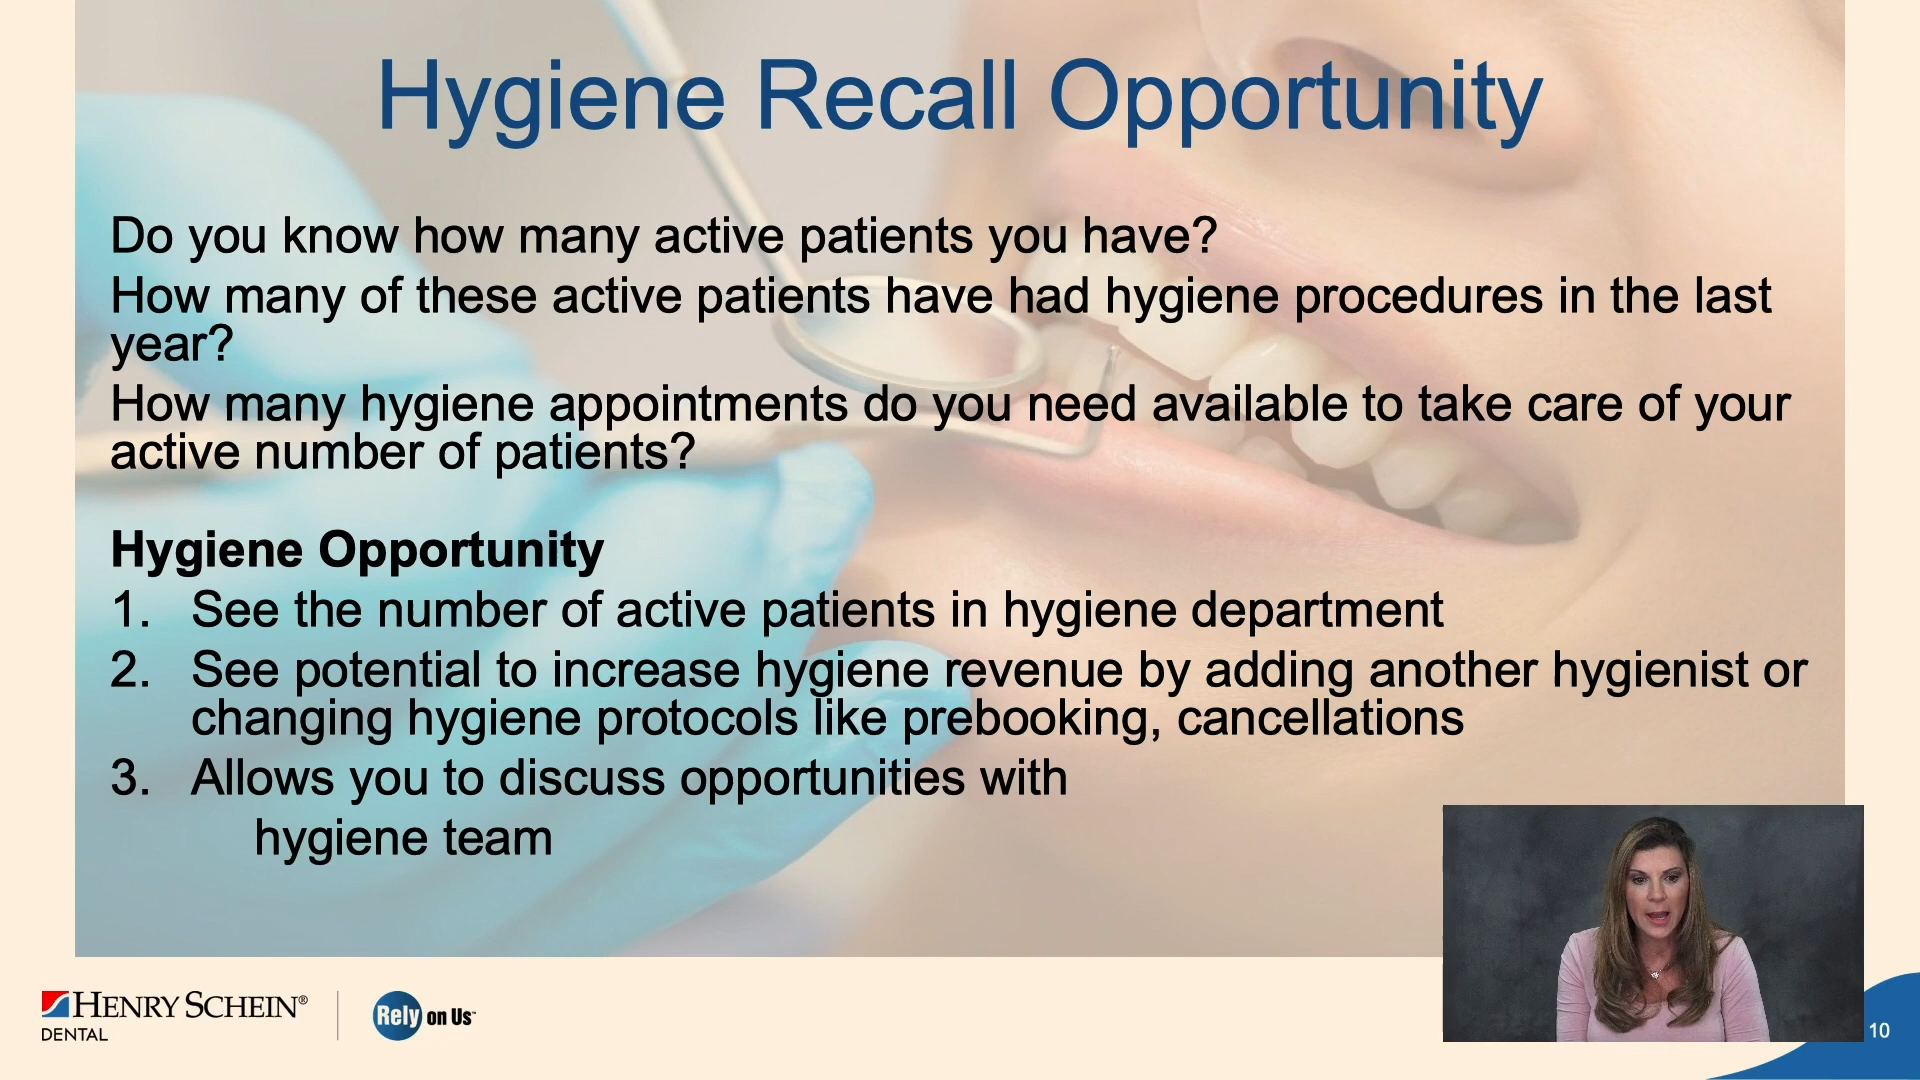 Hygiene Recall Opportunity
Do you know how many active patients you have?
How many of these active patients have had hygiene procedures in the last
year?
How many hygiene appointments do you need available to take care of your
active number of patients?
Hygiene Opportunity
1. See the number of active patients in hygiene department
2. See potential to increase hygiene revenue by adding another hygienist or
changing hygiene protocols like prebooking, cancellations
3. Allows you to discuss opportunities with
hygiene team
HENRY SCHEIN®
DENTAL
Rely on Us™
10